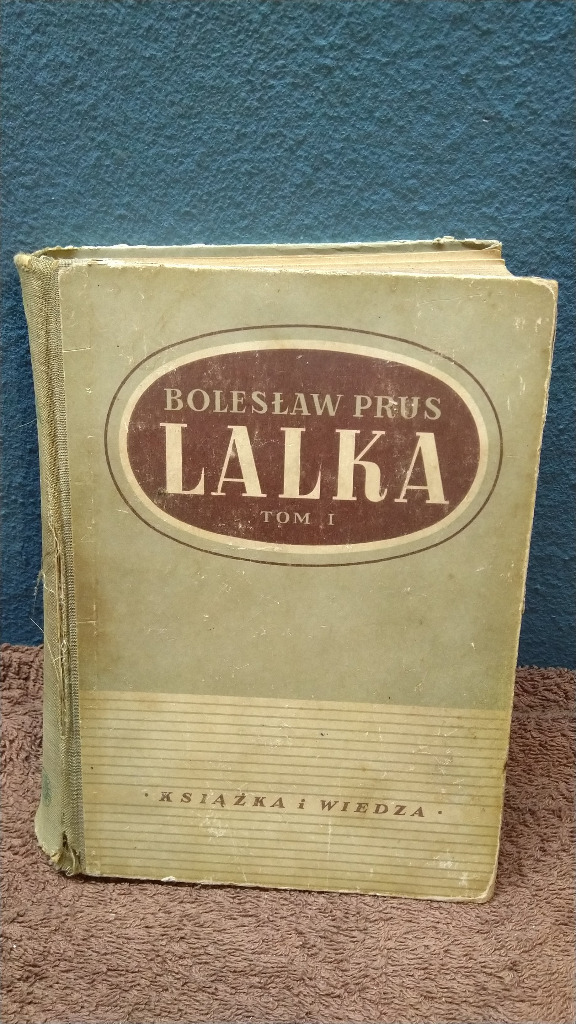 BOLESŁAW PRUS
LALKA
TOM I
· KSIĄŻKA i WIEDZA ·